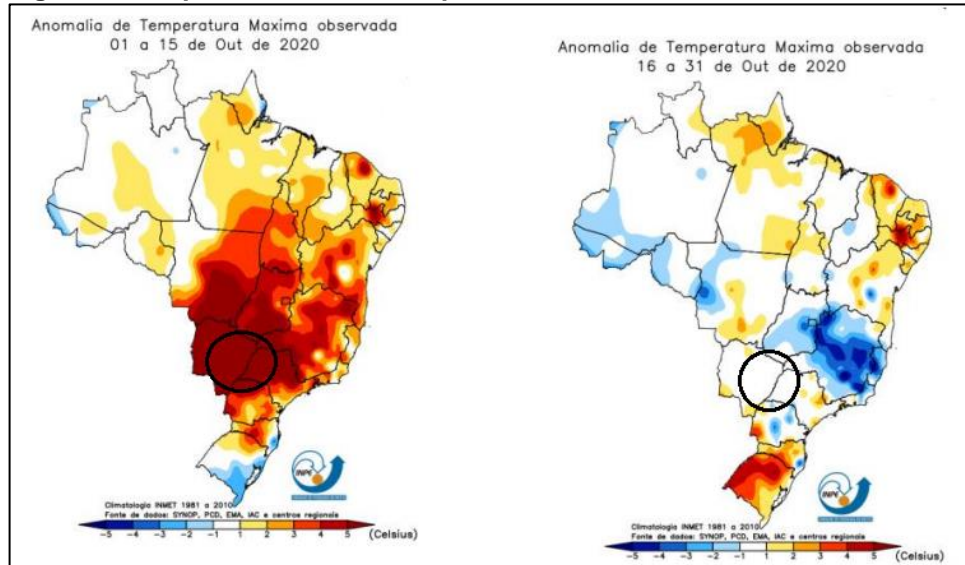 Anomalia de Temperatura Maxima observada
01 a 15 de Out de 2020
INPE
Climatologia INMET 1981 a 2010
Fonte de dados: SYNOP, PCD, EMA, IAC e centros regionais
-5 -4 -3 -2 -1 1 2 3 4 5 (Celsius)
Anomalia de Temperatura Maxima observada
16 a 31 de Out de 2020
INPE
Climatologia INMET 1981 a 2010
Fonte de dados: SYNOP, PCD, EMA, IAC e centros regionais
-5 -4 -3 -2 -1 1 2 3 4 5 (Celsius)